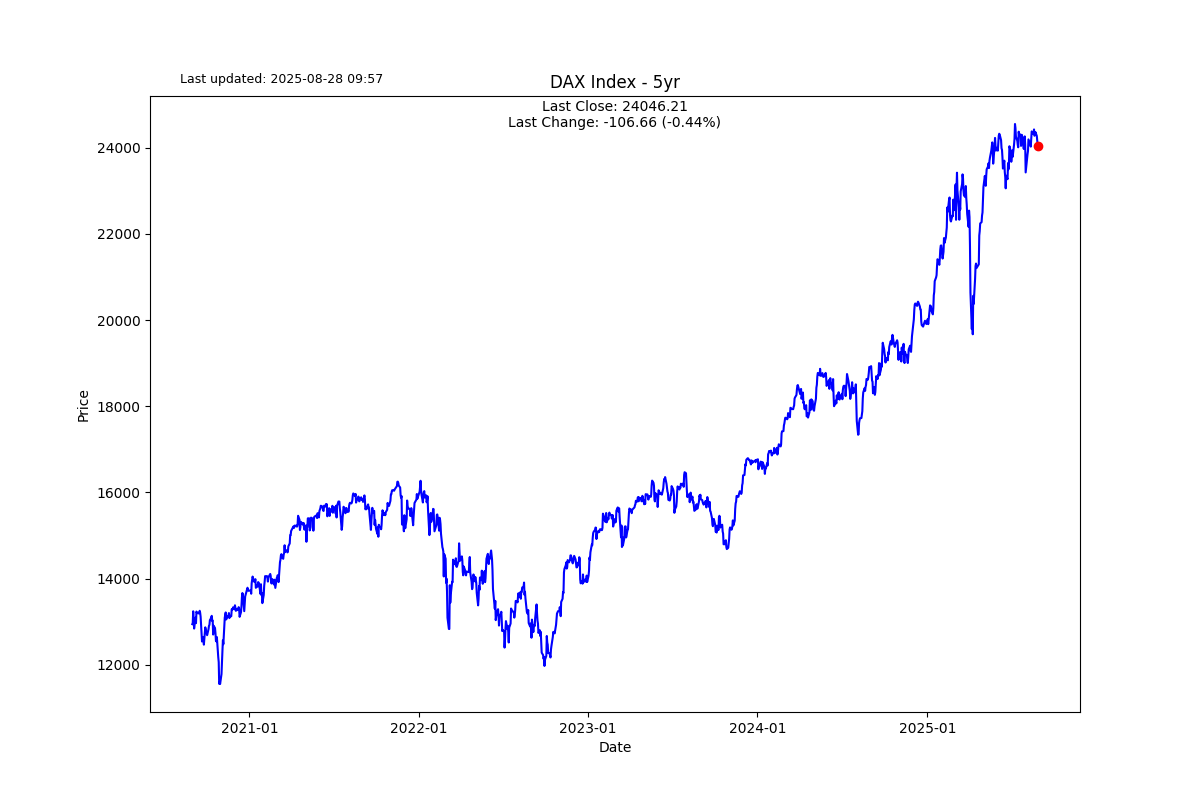 Last updated: 2025-08-28 09:57
DAX Index - 5yr
Last Close: 24046.21
Last Change: -106.66 (-0.44%)
24000
22000
20000
18000
16000
14000
12000
Price
2021-01
2022-01
2023-01
2024-01
2025-01
Date